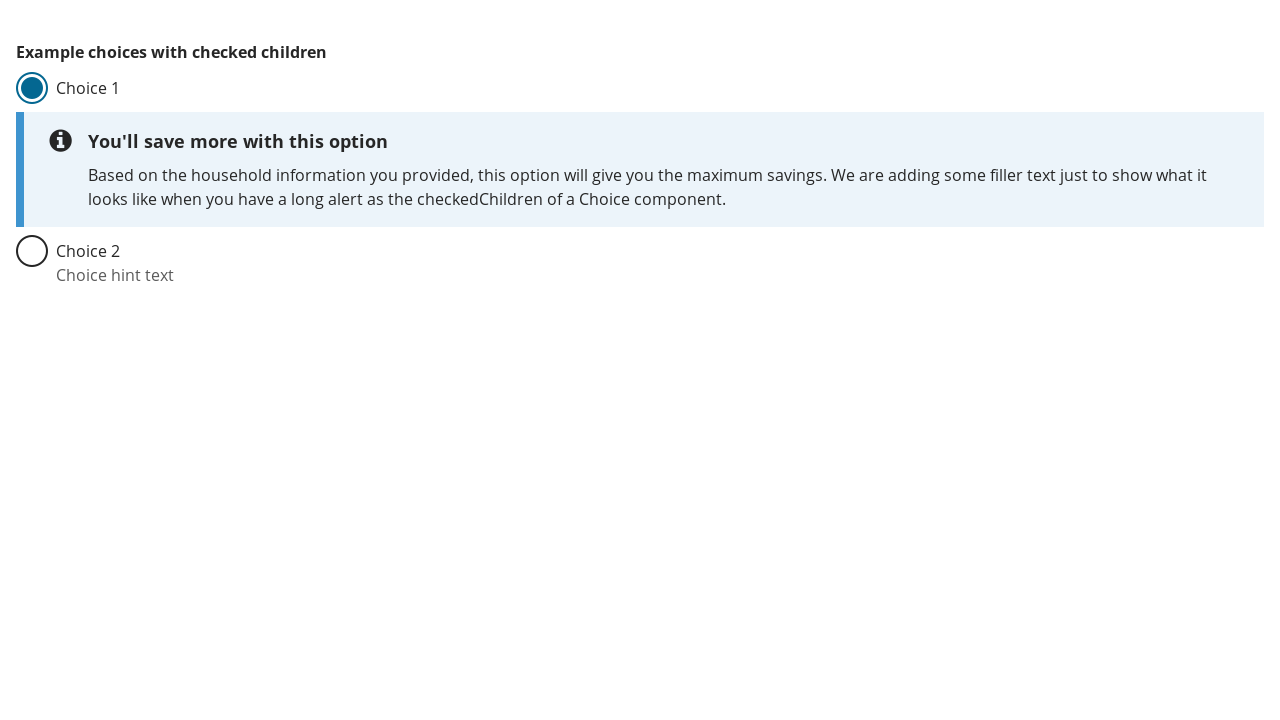 Example choices with checked children
Choice 1
You'll save more with this option
Based on the household information you provided, this option will give you the maximum savings. We are adding some filler text just to show what it
looks like when you have a long alert as the checkedChildren of a Choice component.
Choice 2
Choice hint text